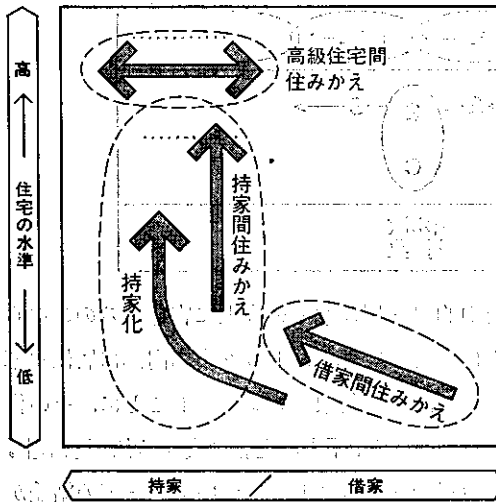 高
住宅の水準
低
高級住宅間
住みかえ
持家間住みかえ
持家化
借家間住みかえ
持家 / 借家